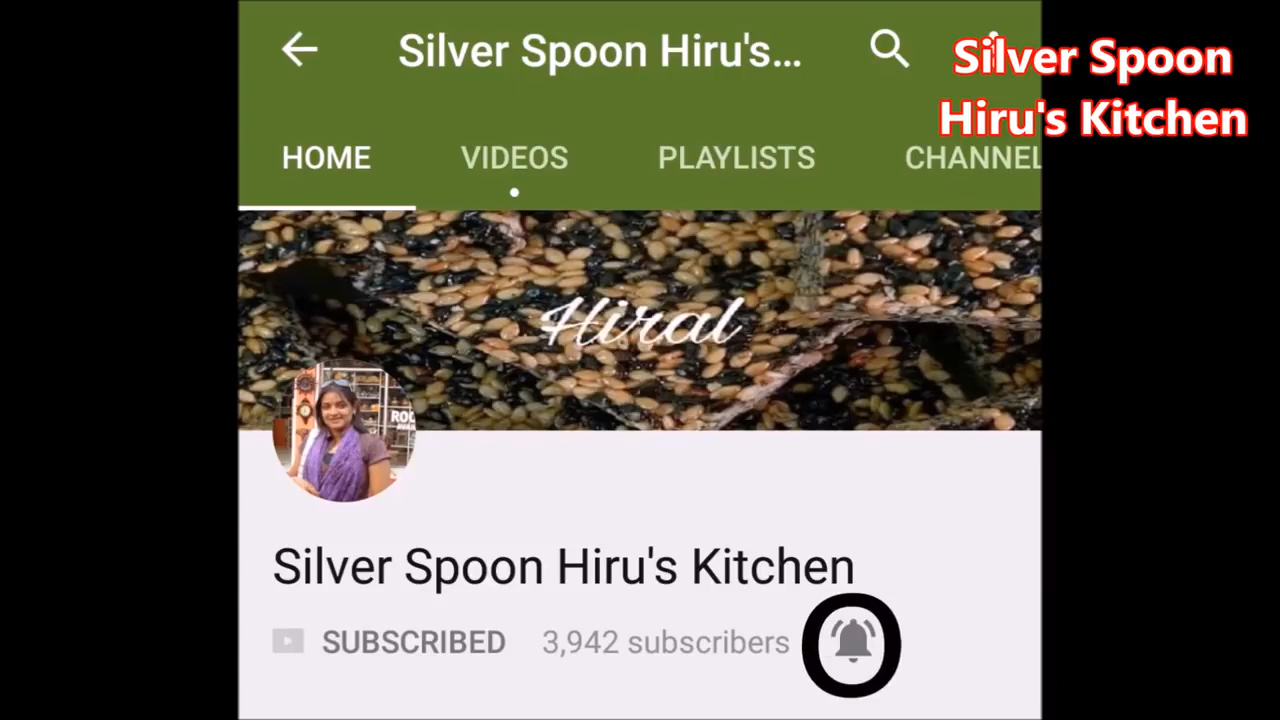 Silver Spoon Hiru's...
Silver Spoon
Hiru's Kitchen
HOME VIDEOS PLAYLISTS CHANNEL
Hiral
ROO
Silver Spoon Hiru's Kitchen
SUBSCRIBED 3,942 subscribers